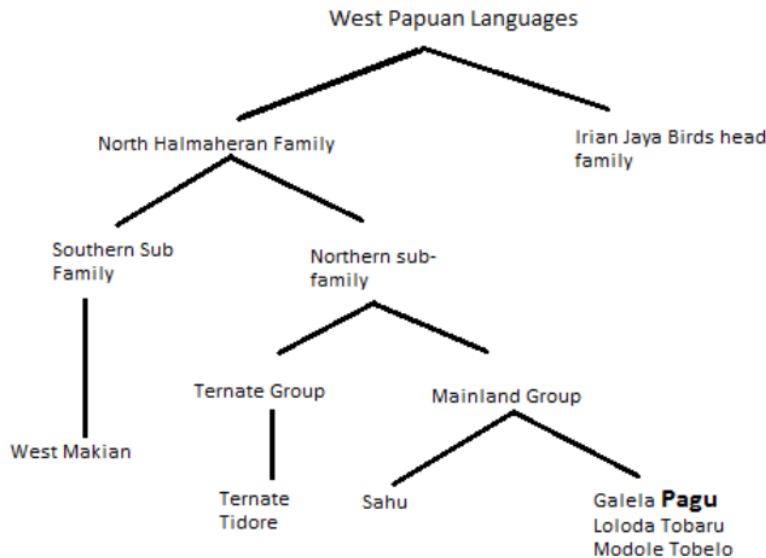 West Papuan Languages
North Halmaheran Family
Irian Jaya Birds head
family
Southern Sub
Family
Northern sub-
family
Ternate Group
Mainland Group
West Makian
Ternate
Tidore
Sahu
Galela Pagu
Loloda Tobaru
Modole Tobelo